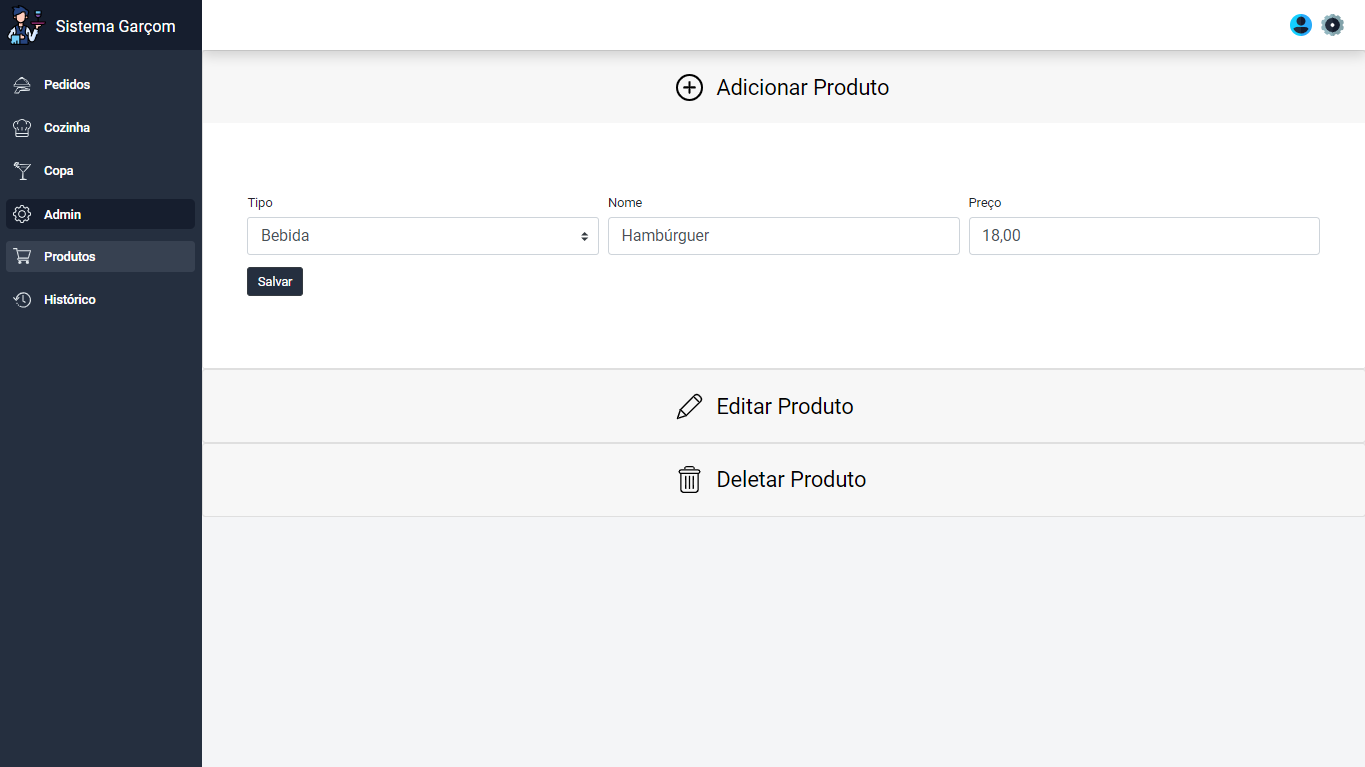 Sistema Garçom
Pedidos
Cozinha
Copa
Admin
Produtos
Histórico
Adicionar Produto
Tipo Nome Preço
Bebida Hambúrguer 18,00
Salvar
Editar Produto
Deletar Produto